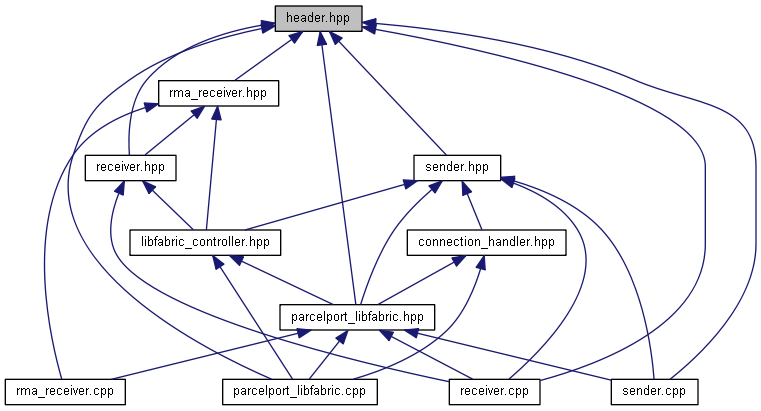 header.hpp
rma_receiver.hpp
receiver.hpp
sender.hpp
libfabric_controller.hpp
connection_handler.hpp
parcelport_libfabric.hpp
rma_receiver.cpp
parcelport_libfabric.cpp
receiver.cpp
sender.cpp